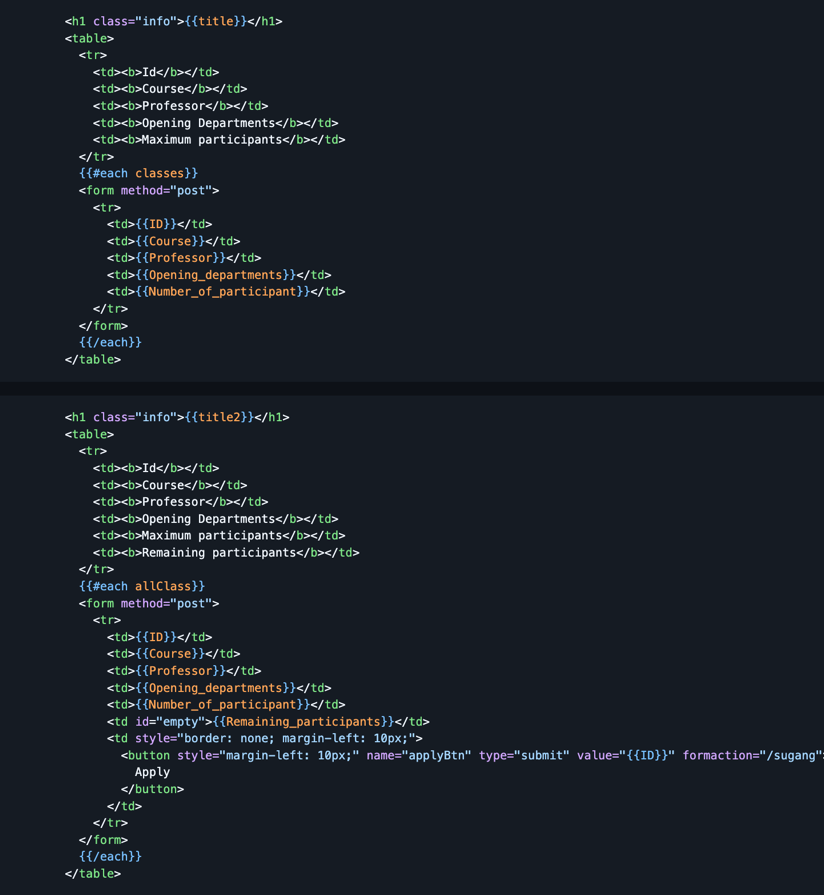 <h1 class="info">{{title}}</h1>
<table>
<tr>
<td><b>Id</b></td>
<td><b>Course</b></td>
<td><b>Professor</b></td>
<td><b>Opening Departments</b></td>
<td><b>Maximum participants</b></td>
</tr>
{{#each classes}}
<form method="post">
<tr>
<td>{{ID}}</td>
<td>{{Course}}</td>
<td>{{Professor}}</td>
<td>{{Opening_departments}}</td>
<td>{{Number_of_participant}}</td>
</tr>
</form>
{{/each}}
</table>
<h1 class="info">{{title2}}</h1>
<table>
<tr>
<td><b>Id</b></td>
<td><b>Course</b></td>
<td><b>Professor</b></td>
<td><b>Opening Departments</b></td>
<td><b>Maximum participants</b></td>
<td><b>Remaining participants</b></td>
</tr>
{{#each allClass}}
<form method="post">
<tr>
<td>{{ID}}</td>
<td>{{Course}}</td>
<td>{{Professor}}</td>
<td>{{Opening_departments}}</td>
<td>{{Number_of_participant}}</td>
<td id="empty">{{Remaining_participants}}</td>
<td style="border: none; margin-left: 10px;">
<button style="margin-left: 10px;" name="applyBtn" type="submit" value="{{ID}}" formaction="/sugang">
Apply
</button>
</td>
</tr>
</form>
{{/each}}
</table>